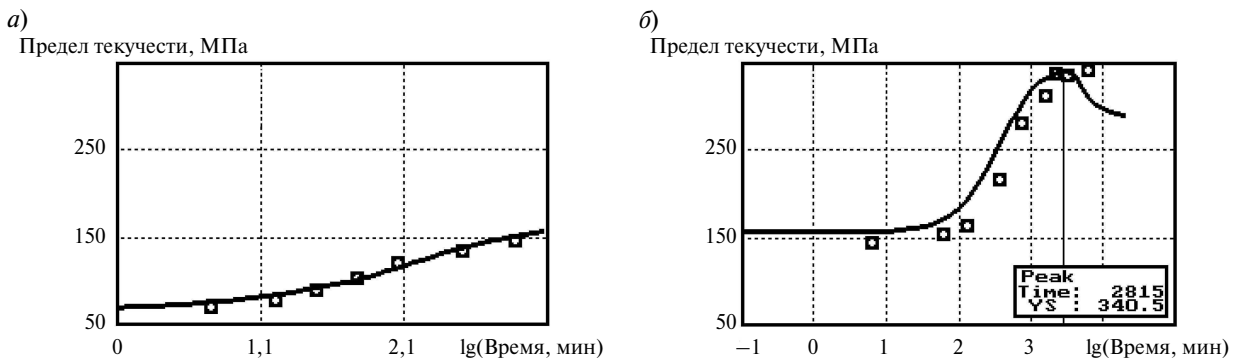 а)
Предел текучести, МПа
250
150
50
0 1,1 2,1 lg(Время, мин)
б)
Предел текучести, МПа
250
150
50
Peak
Time: 2815
YS : 340.5
−1 0 1 2 3 lg(Время, мин)